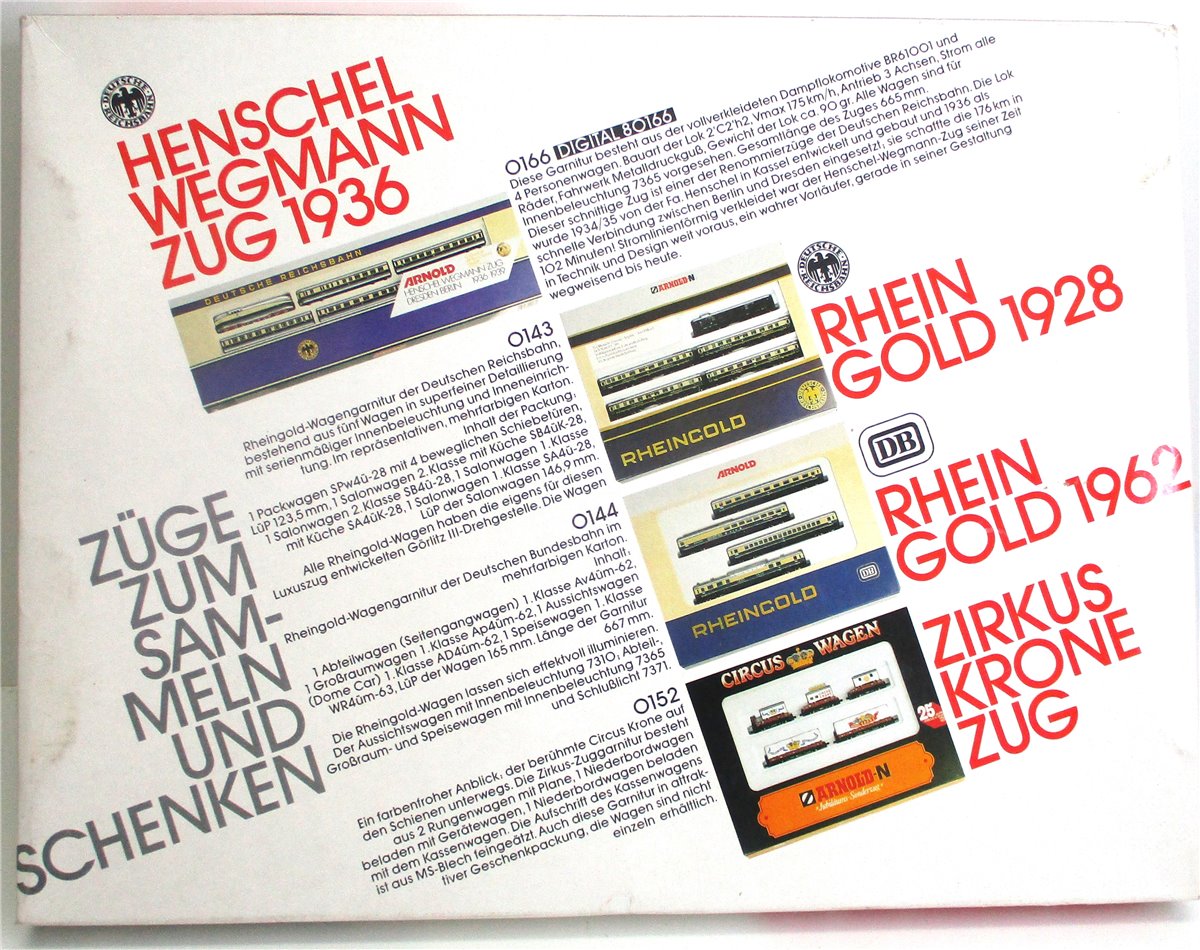 DEUTSCHE REICHSBAHN
HENSCHEL
WEGMANN
ZUG 1936
DEUTSCHE REICHSBAHN
ARNOLD
HENSCHEL WEGMANN ZUG
DRESDEN BERLIN 1936 1939
0166 DIGITAL 80166
Diese Garnitur besteht aus der vollverkleideten Dampflokomotive BR61001 und
4 Personenwagen. Bauart der Lok 2'C2'h2, Vmax 175 km/h, Antrieb 3 Achsen, Strom alle
Räder, Fahrwerk Metalldruckguß, Gewicht der Lok ca. 90 gr. Alle Wagen sind für
Innenbeleuchtung 7365 vorgesehen. Gesamtlänge des Zuges 665 mm.
Dieser schnittige Zug ist einer der Renommierzüge der Deutschen Reichsbahn. Die Lok
wurde 1934/35 von der Fa. Henschel in Kassel entwickelt und gebaut und 1936 als
schnelle Verbindung zwischen Berlin und Dresden eingesetzt; sie schaffte die 176 km in
102 Minuten! Stromlinienförmig verkleidet war der Henschel-Wegmann-Zug seiner Zeit
in Technik und Design weit voraus, ein wahrer Vorläufer, gerade in seiner Gestaltung
wegweisend bis heute.
DEUTSCHE REICHSBAHN
RHEIN
GOLD 1928
ARNOLD-N
RHEINGOLD
0143
Rheingold-Wagengarnitur der Deutschen Reichsbahn,
bestehend aus fünf Wagen in superfeiner Detaillierung
mit serienmäßiger Innenbeleuchtung und Inneneinrich-
tung. Im repräsentativen, mehrfarbigen Karton.
Inhalt der Packung:
1 Packwagen SPw4ü-28 mit 4 beweglichen Schiebetüren,
LüP 123,5 mm, 1 Salonwagen 2. Klasse mit Küche SB4üK-28,
1 Salonwagen 2. Klasse SB4ü-28, 1 Salonwagen 1. Klasse
mit Küche SA4üK-28, 1 Salonwagen 1. Klasse SA4ü-28,
LüP der Salonwagen 146,9 mm.
Alle Rheingold-Wagen haben die eigens für diesen
Luxuszug entwickelten Görlitz III-Drehgestelle. Die Wagen
DB
RHEIN
GOLD 1962
ARNOLD
RHEINGOLD
DB
0144
Rheingold-Wagengarnitur der Deutschen Bundesbahn im
mehrfarbigen Karton.
Inhalt:
1 Abteilwagen (Seitengangwagen) 1. Klasse Av4üm-62,
1 Großraumwagen 1. Klasse Ap4üm-62, 1 Aussichtswagen
(Dome Car) 1. Klasse AD4üm-62, 1 Speisewagen 1. Klasse
WR4üm-63, LüP der Wagen 165 mm. Länge der Garnitur
667 mm.
Die Rheingold-Wagen lassen sich effektvoll illuminieren.
Der Aussichtswagen mit Innenbeleuchtung 7310, Abteil-,
Großraum- und Speisewagen mit Innenbeleuchtung 7365
und Schlußlicht 7371.
ZIRKUS
KRONE
ZUG
CIRCUS WAGEN
25
ARNOLD-N
"Jubiläums-Sonderzug"
0152
Ein farbenfroher Anblick: der berühmte Circus Krone auf
den Schienen unterwegs. Die Zirkus-Zuggarnitur besteht
aus 2 Rungenwagen mit Plane, 1 Niederbordwagen
beladen mit Gerätewagen, 1 Niederbordwagen beladen
mit dem Kassenwagen. Die Aufschrift des Kassenwagens
ist aus MS-Blech feingeätzt. Auch diese Garnitur in attrak-
tiver Geschenkpackung, die Wagen sind nicht
einzeln erhältlich.
ZÜGE
ZUM
SAM-
MELN
UND
SCHENKEN